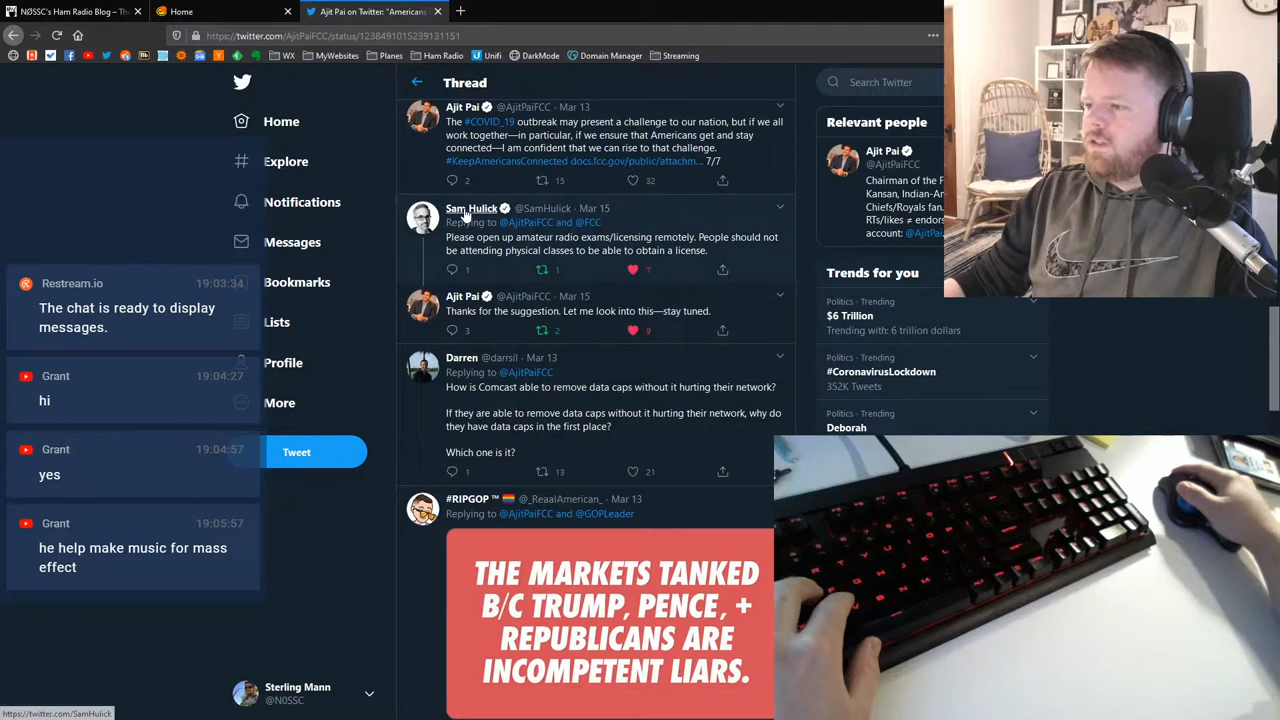 NØSSC's Ham Radio Blog – The
Home
Ajit Pai on Twitter: "Americans
https://twitter.com/AjitPaiFCC/status/1238491015239131151
WX
MyWebsites
Planes
Ham Radio
Unifi
DarkMode
Domain Manager
Streaming
Home
Explore
Notifications
Messages
Bookmarks
Lists
Profile
More
Tweet
Sterling Mann
@N0SSC
https://twitter.com/SamHulick
Restream.io 19:03:34
The chat is ready to display
messages.
Grant 19:04:27
hi
Grant 19:04:57
yes
Grant 19:05:57
he help make music for mass
effect
Thread
Ajit Pai @AjitPaiFCC · Mar 13
The #COVID_19 outbreak may present a challenge to our nation, but if we all
work together—in particular, if we ensure that Americans get and stay
connected—I am confident that we can rise to that challenge.
#KeepAmericansConnected docs.fcc.gov/public/attachm... 7/7
2 15 32
Sam Hulick @SamHulick · Mar 15
Replying to @AjitPaiFCC and @FCC
Please open up amateur radio exams/licensing remotely. People should not
be attending physical classes to be able to obtain a license.
1 1 7
Ajit Pai @AjitPaiFCC · Mar 15
Thanks for the suggestion. Let me look into this—stay tuned.
3 2 9
Darren @darrsil · Mar 13
Replying to @AjitPaiFCC
How is Comcast able to remove data caps without it hurting their network?
If they are able to remove data caps without it hurting their network, why do
they have data caps in the first place?
Which one is it?
1 13 21
#RIPGOP ™ @_ReaalAmerican_ · Mar 13
Replying to @AjitPaiFCC and @GOPLeader
THE MARKETS TANKED
B/C TRUMP, PENCE, +
REPUBLICANS ARE
INCOMPETENT LIARS.
Search Twitter
Relevant people
Ajit Pai
@AjitPaiFCC
Chairman of the F
Kansan, Indian-Am
Chiefs/Royals fan.
RTs/likes ≠ endors
account: @AjitPai
Trends for you
Politics · Trending
$6 Trillion
Trending with: 6 trillion dollars
Politics · Trending
#CoronavirusLockdown
352K Tweets
Politics · Trending
Deborah